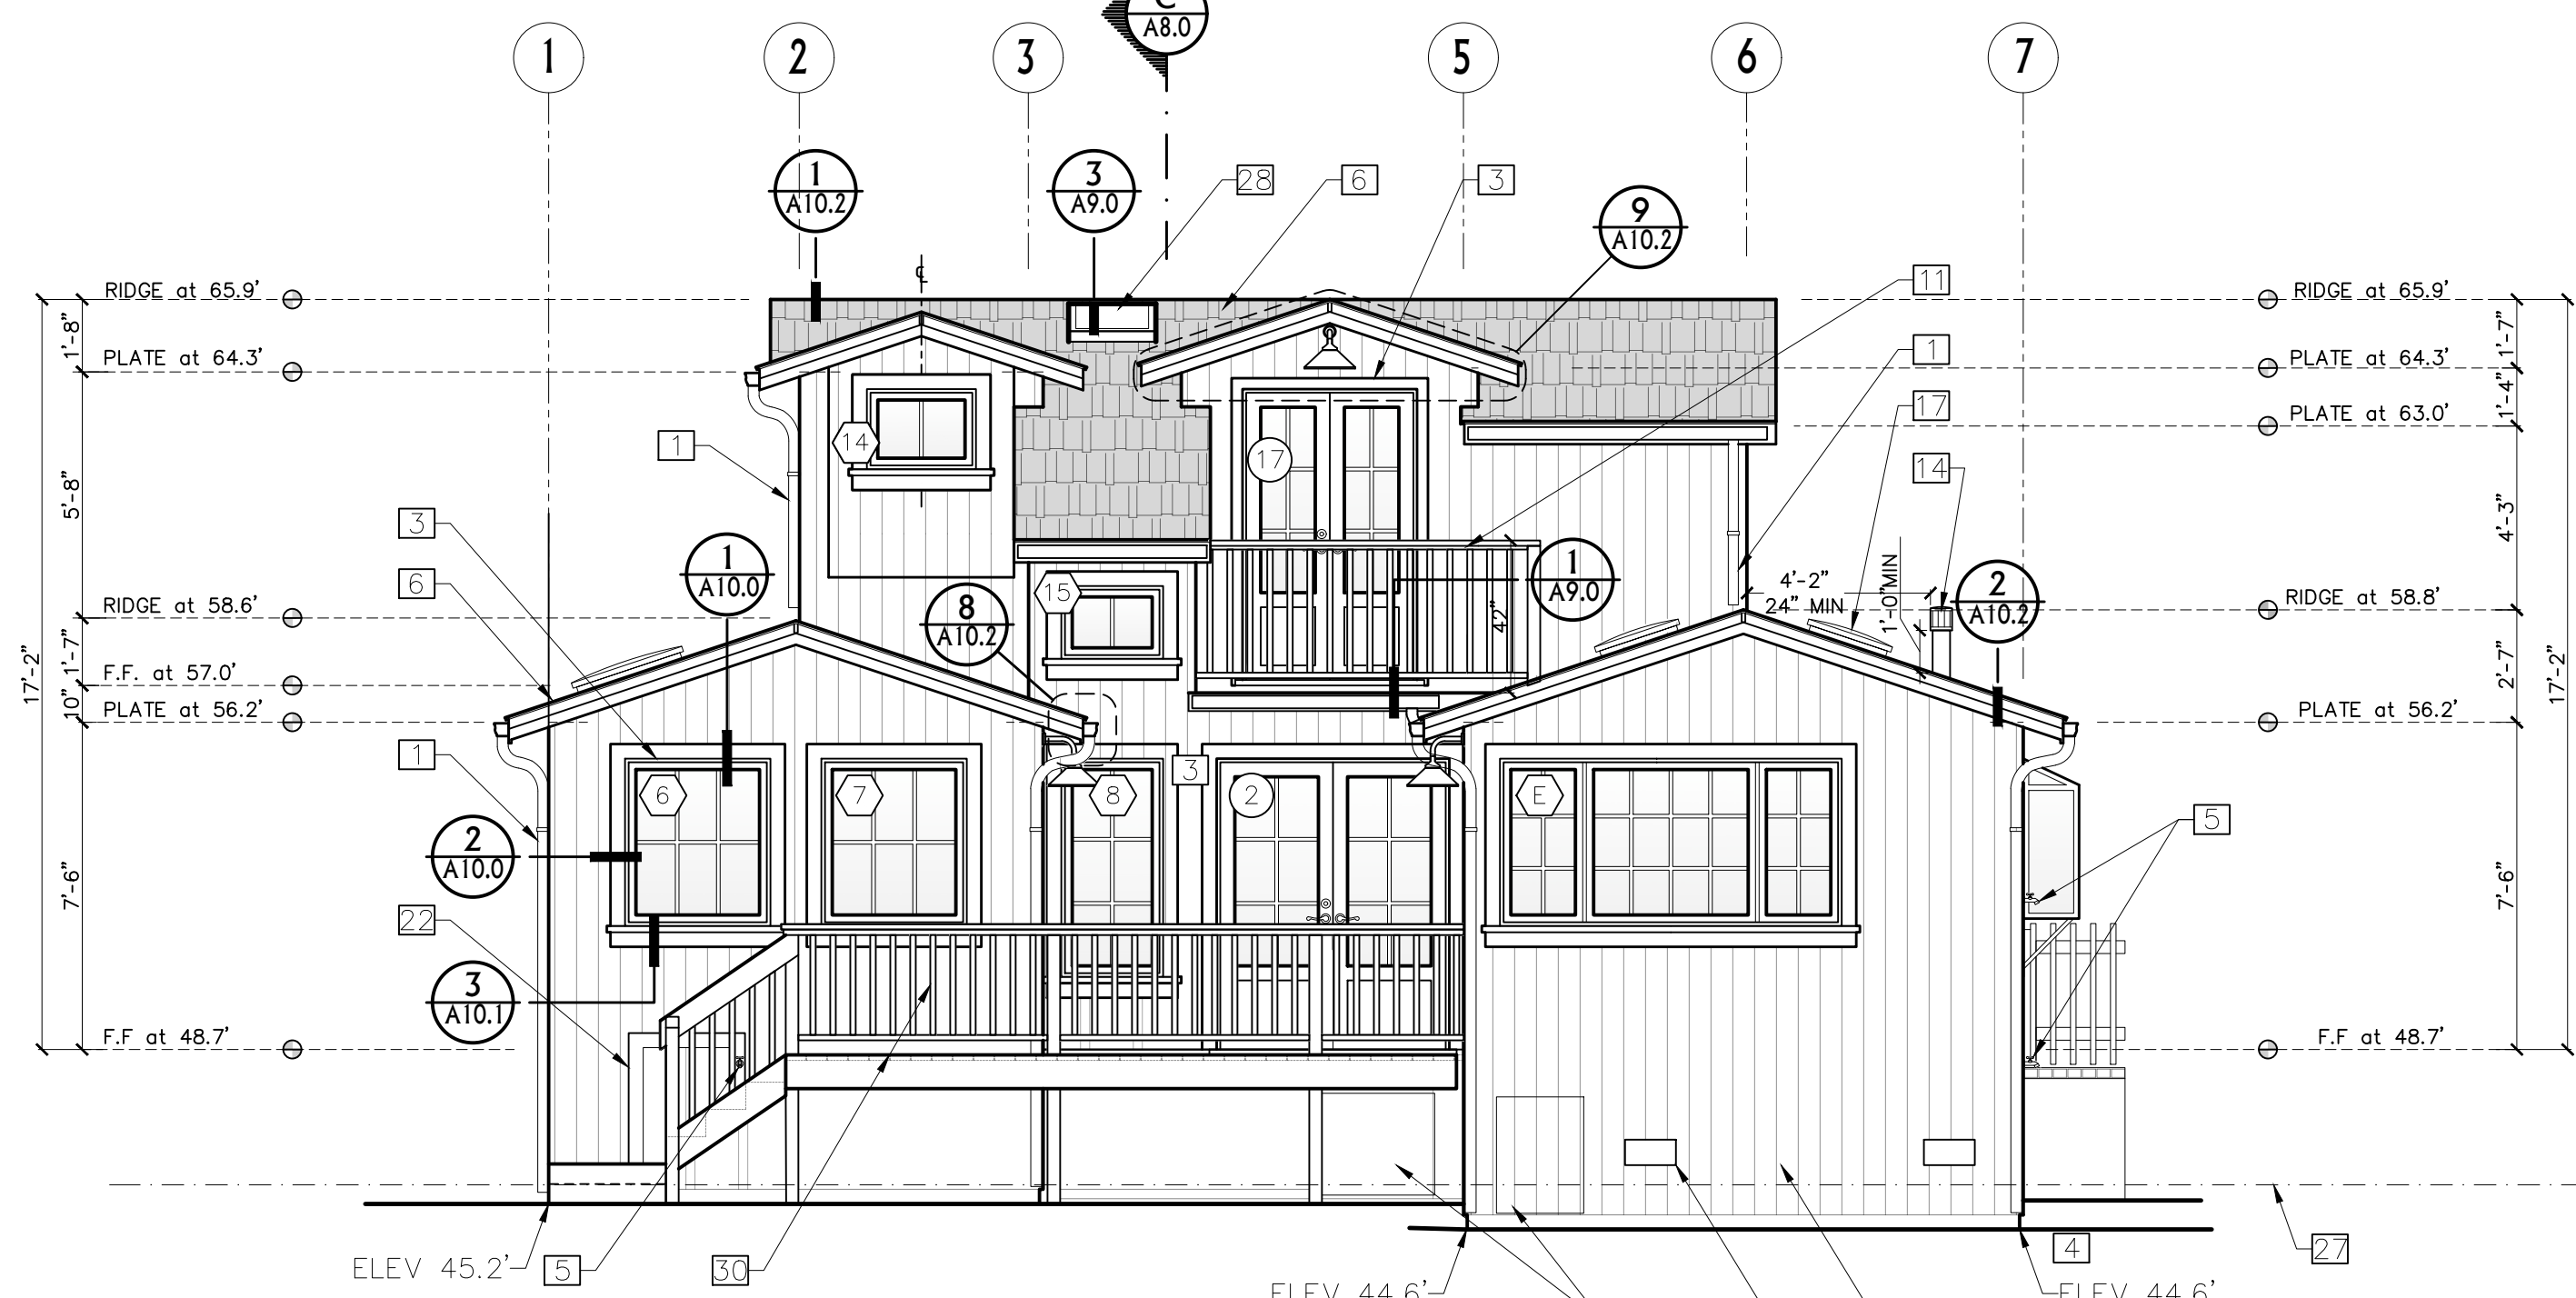 C
A8.0
1
2
3
5
6
7
1
A10.2
3
A9.0
28
6
3
9
A10.2
℄
11
RIDGE at 65.9'
RIDGE at 65.9'
1'-8"
1'-7"
PLATE at 64.3'
PLATE at 64.3'
1
17
1'-4"
PLATE at 63.0'
14
17
1
14
5'-8"
4'-3"
3
6
1
A10.0
8
A10.2
15
42"
1
A9.0
4'-2"
24" MIN
1'-0"MIN
2
A10.2
RIDGE at 58.6'
RIDGE at 58.8'
17'-2"
1'-7"
F.F. at 57.0'
2'-7"
17'-2"
10"
PLATE at 56.2'
PLATE at 56.2'
1
3
6
7
8
2
E
5
2
A10.0
7'-6"
7'-6"
22
3
A10.1
F.F at 48.7'
F.F at 48.7'
ELEV 45.2'
5
30
4
27
ELEV 44.6'
ELEV 44.6'